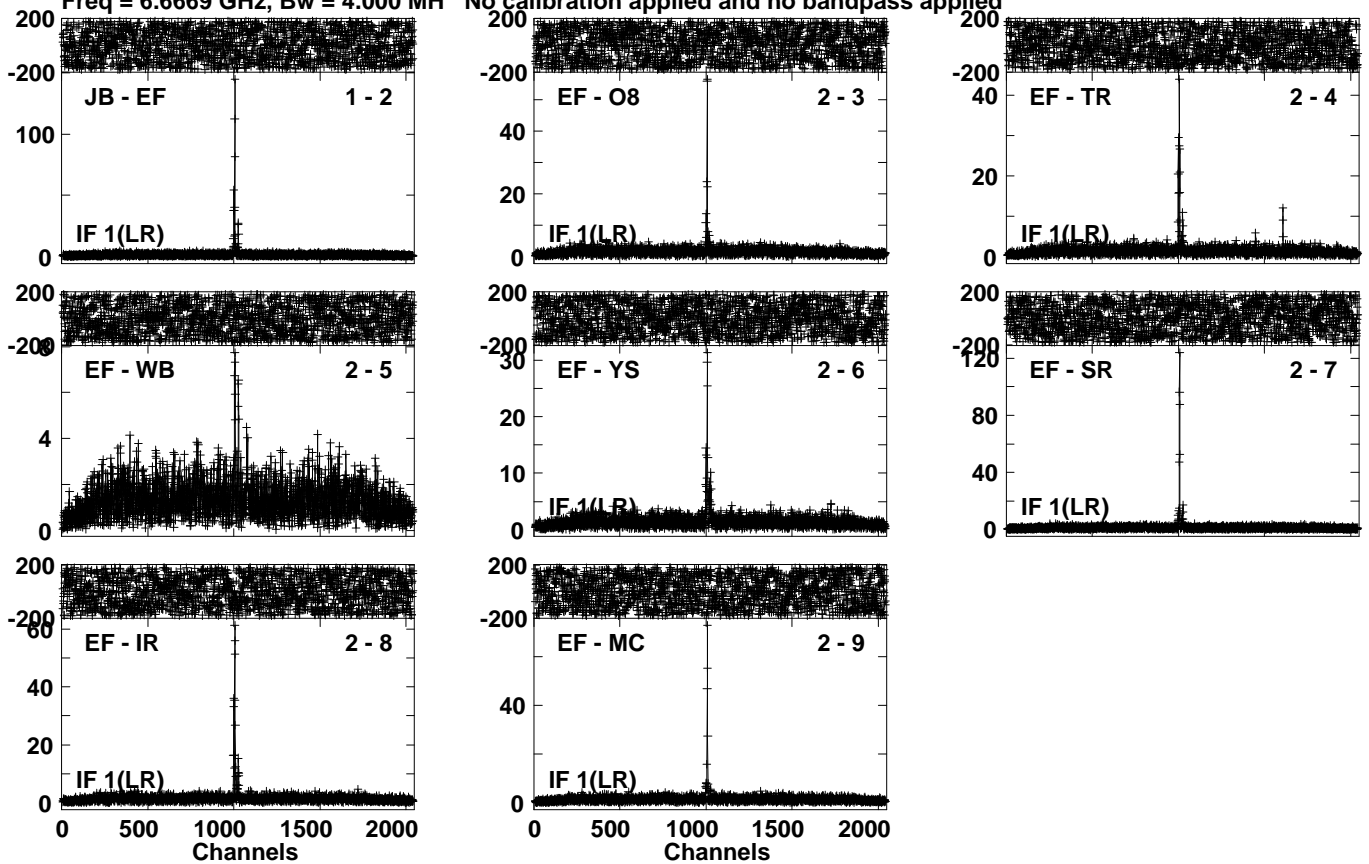 Freq = 6.6669 GHz, Bw = 4.000 MH No calibration applied and no bandpass applied
200 200 200
-200 -200 -200
JB - EF 1 - 2 EF - O8 2 - 3 EF - TR 2 - 4
100 40 40
20 20
IF 1(LR) IF 1(LR) IF 1(LR)
0 0 0
200 200 200
-200 -200 -200
8 30 120
EF - WB 2 - 5 EF - YS 2 - 6 EF - SR 2 - 7
4 20 80
10 40
IF 1(LR) IF 1(LR)
0 0 0
200 200
-200 -200
60
EF - IR 2 - 8 EF - MC 2 - 9
40 40
20
IF 1(LR) IF 1(LR)
0 0
0 500 1000 1500 2000 0 500 1000 1500 2000
Channels Channels